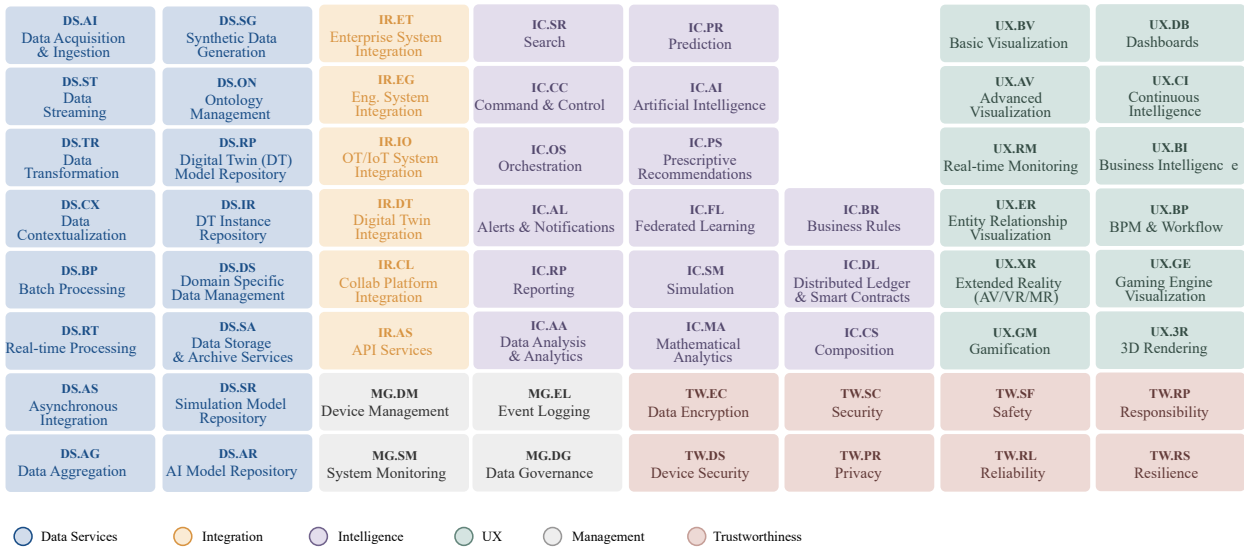 DS.AI
Data Acquisition
& Ingestion
DS.SG
Synthetic Data
Generation
IR.ET
Enterprise System
Integration
IC.SR
Search
IC.PR
Prediction
UX.BV
Basic Visualization
UX.DB
Dashboards
DS.ST
Data
Streaming
DS.ON
Ontology
Management
IR.EG
Eng. System
Integration
IC.CC
Command & Control
IC.AI
Artificial Intelligence
UX.AV
Advanced
Visualization
UX.CI
Continuous
Intelligence
DS.TR
Data
Transformation
DS.RP
Digital Twin (DT)
Model Repository
IR.IO
OT/IoT System
Integration
IC.OS
Orchestration
IC.PS
Prescriptive
Recommendations
UX.RM
Real-time Monitoring
UX.BI
Business Intelligenc e
DS.CX
Data
Contextualization
DS.IR
DT Instance
Repository
IR.DT
Digital Twin
Integration
IC.AL
Alerts & Notifications
IC.FL
Federated Learning
IC.BR
Business Rules
UX.ER
Entity Relationship
Visualization
UX.BP
BPM & Workflow
DS.BP
Batch Processing
DS.DS
Domain Specific
Data Management
IR.CL
Collab Platform
Integration
IC.RP
Reporting
IC.SM
Simulation
IC.DL
Distributed Ledger
& Smart Contracts
UX.XR
Extended Reality
(AV/VR/MR)
UX.GE
Gaming Engine
Visualization
DS.RT
Real-time Processing
DS.SA
Data Storage
& Archive Services
IR.AS
API Services
IC.AA
Data Analysis
& Analytics
IC.MA
Mathematical
Analytics
IC.CS
Composition
UX.GM
Gamification
UX.3R
3D Rendering
DS.AS
Asynchronous
Integration
DS.SR
Simulation Model
Repository
MG.DM
Device Management
MG.EL
Event Logging
TW.EC
Data Encryption
TW.SC
Security
TW.SF
Safety
TW.RP
Responsibility
DS.AG
Data Aggregation
DS.AR
AI Model Repository
MG.SM
System Monitoring
MG.DG
Data Governance
TW.DS
Device Security
TW.PR
Privacy
TW.RL
Reliability
TW.RS
Resilience
Data Services
Integration
Intelligence
UX
Management
Trustworthiness